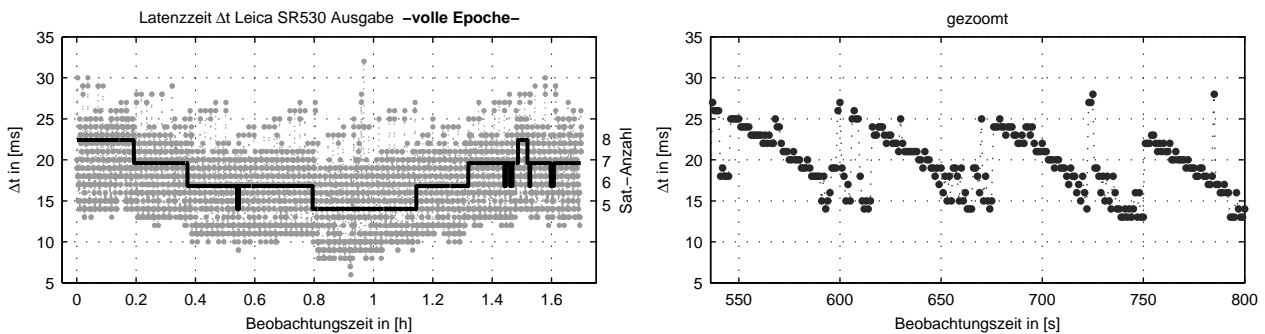 Latenzzeit Δt Leica SR530 Ausgabe –volle Epoche–
35
30
25
20
15
10
5
Δt in [ms]
8
7
6
5
Sat.–Anzahl
0 0.2 0.4 0.6 0.8 1 1.2 1.4 1.6
Beobachtungszeit in [h]
gezoomt
35
30
25
20
15
10
5
Δt in [ms]
550 600 650 700 750 800
Beobachtungszeit in [s]